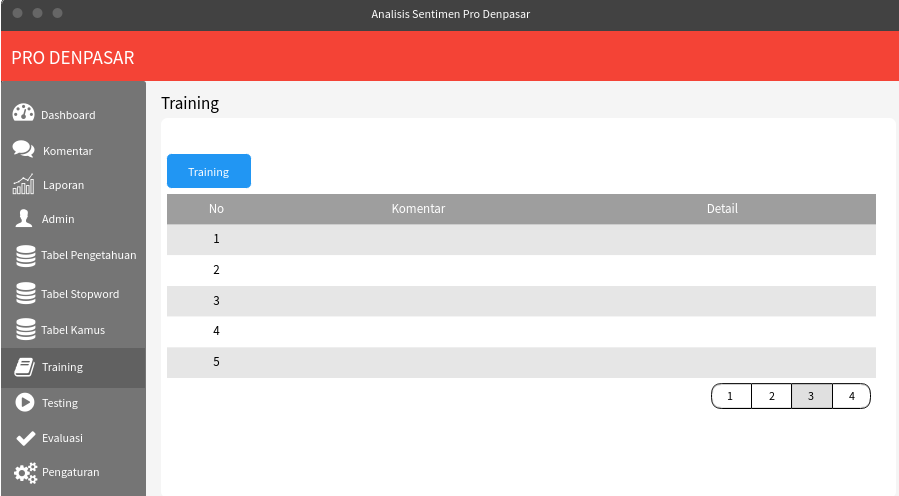 Analisis Sentimen Pro Denpasar
PRO DENPASAR
Dashboard
Komentar
Laporan
Admin
Tabel Pengetahuan
Tabel Stopword
Tabel Kamus
Training
Testing
Evaluasi
Pengaturan
Training
Training
No Komentar Detail
1
2
3
4
5
1 2 3 4